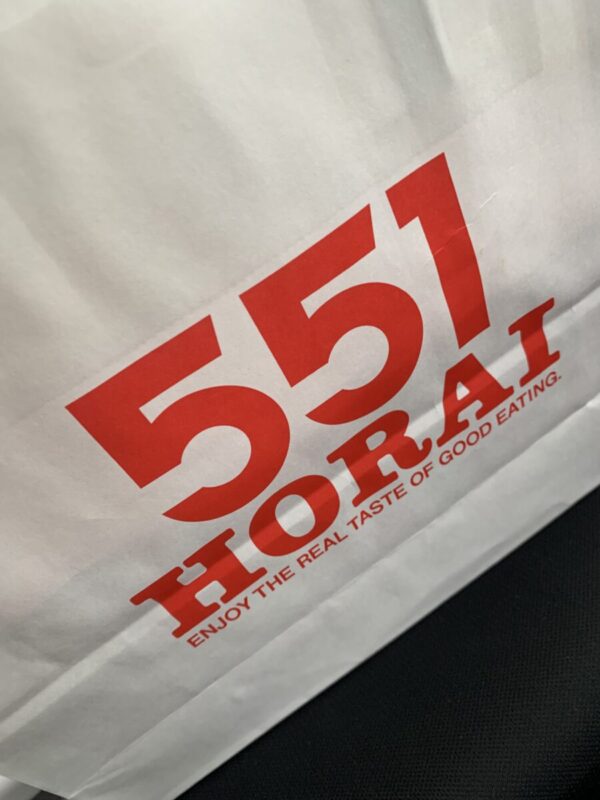 551
HORAI
ENJOY THE REAL TASTE OF GOOD EATING.